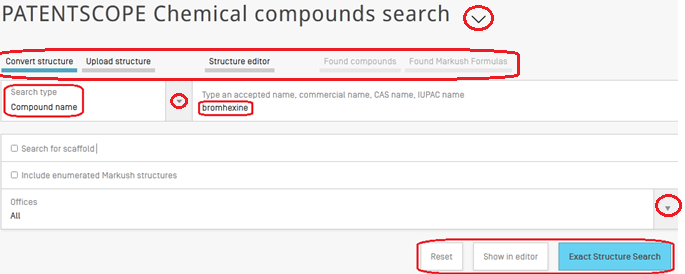 PATENTSCOPE Chemical compounds search
Convert structure Upload structure Structure editor Found compounds Found Markush Formulas
Search type
Compound name
Type an accepted name, commercial name, CAS name, IUPAC name
bromhexine
Search for scaffold
Include enumerated Markush structures
Offices
All
Reset Show in editor Exact Structure Search